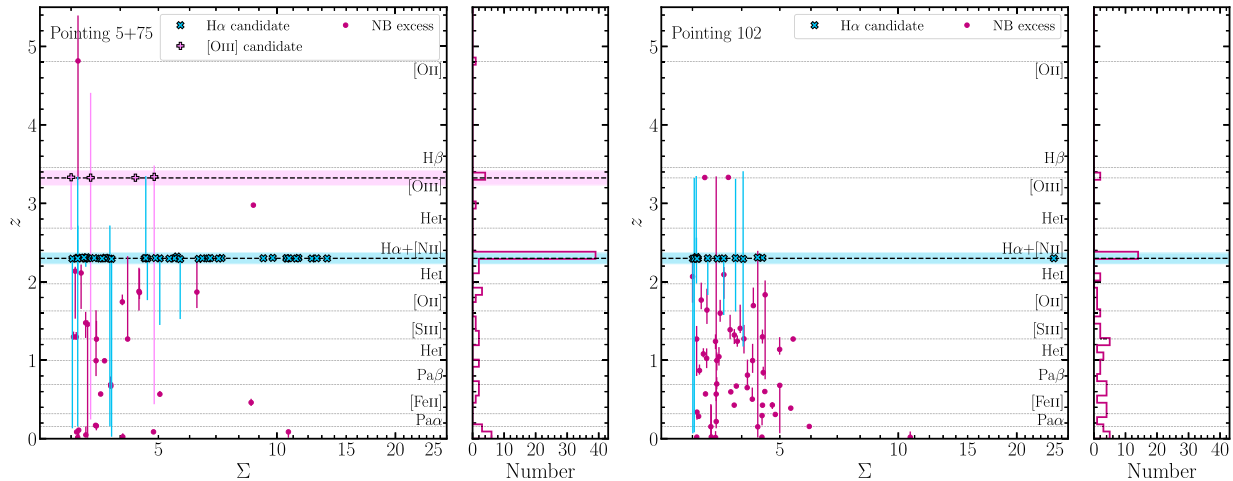 Pointing 5+75
Hα candidate
NB excess
[OIII] candidate
5
4
3
2
1
0
z
[OII]
Hβ
[OIII]
HeI
Hα+[NII]
HeI
[OII]
[SIII]
HeI
Paβ
[FeII]
Paα
5 10 15 20 25
Σ
0 10 20 30 40
Number
Pointing 102
Hα candidate
NB excess
5
4
3
2
1
0
z
[OII]
Hβ
[OIII]
HeI
Hα+[NII]
HeI
[OII]
[SIII]
HeI
Paβ
[FeII]
Paα
5 10 15 20 25
Σ
0 10 20 30 40
Number